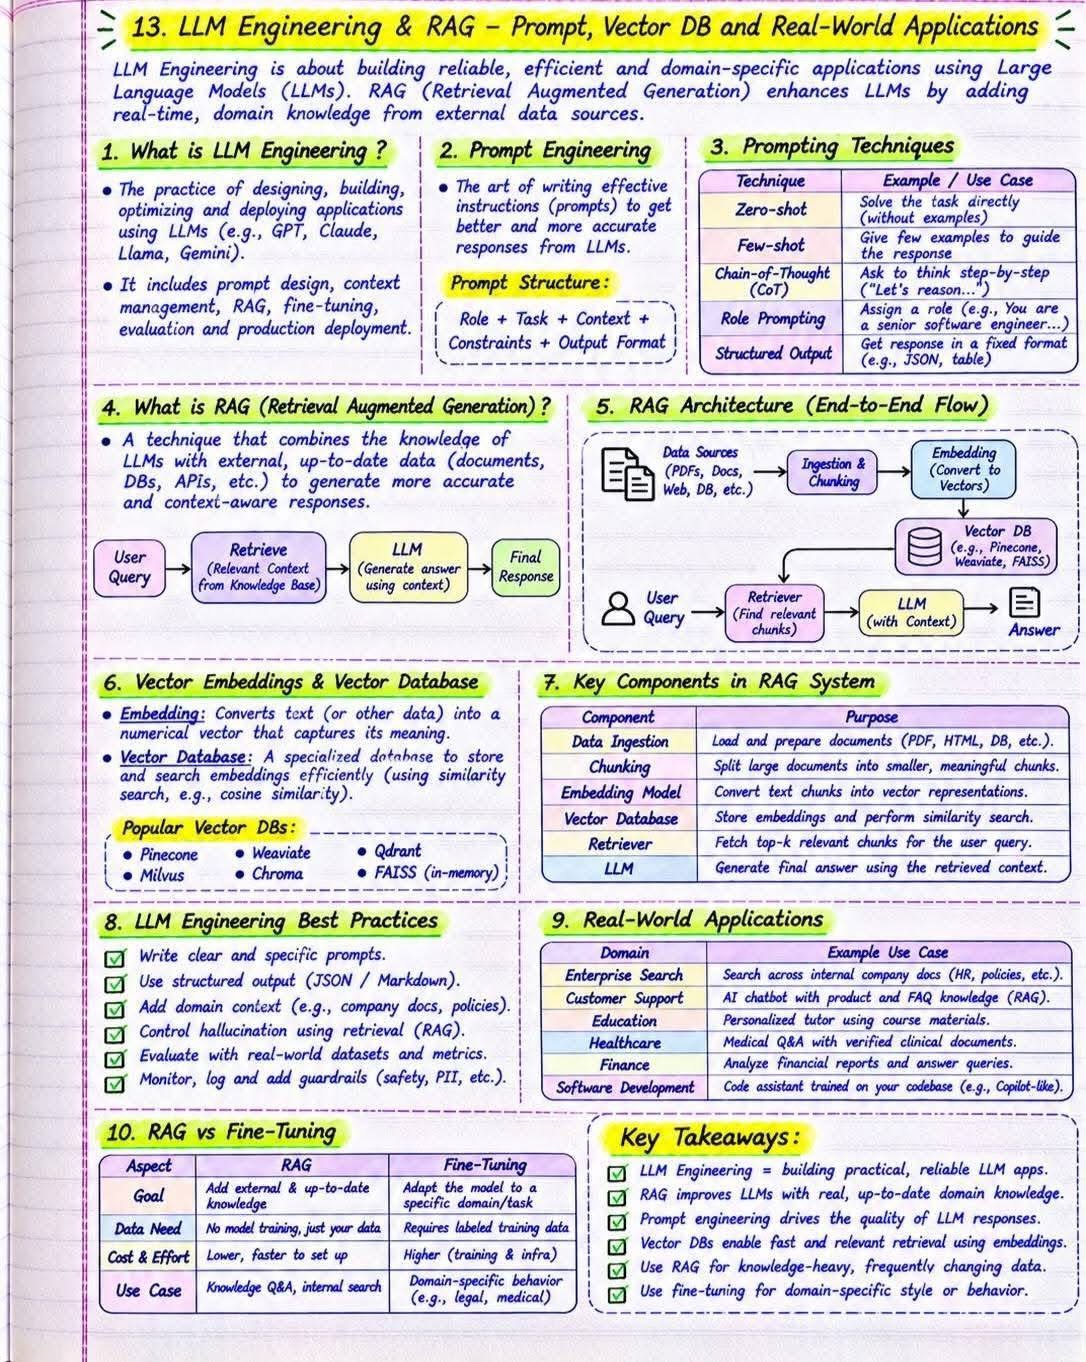 13. LLM Engineering & RAG – Prompt, Vector DB and Real-World Applications
LLM Engineering is about building reliable, efficient and domain-specific applications using Large
Language Models (LLMs). RAG (Retrieval Augmented Generation) enhances LLMs by adding
real-time, domain knowledge from external data sources.
1. What is LLM Engineering ?
• The practice of designing, building,
optimizing and deploying applications
using LLMs (e.g., GPT, Claude,
Llama, Gemini).
• It includes prompt design, context
management, RAG, fine-tuning,
evaluation and production deployment.
2. Prompt Engineering
• The art of writing effective
instructions (prompts) to get
better and more accurate
responses from LLMs.
Prompt Structure:
Role + Task + Context +
Constraints + Output Format
3. Prompting Techniques
Technique Example / Use Case
Zero-shot Solve the task directly
(without examples)
Few-shot Give few examples to guide
the response
Chain-of-Thought Ask to think step-by-step
(CoT) ("Let's reason...")
Role Prompting Assign a role (e.g., You are
a senior software engineer...)
Structured Output Get response in a fixed format
(e.g., JSON, table)
4. What is RAG (Retrieval Augmented Generation) ?
• A technique that combines the knowledge of
LLMs with external, up-to-date data (documents,
DBs, APIs, etc.) to generate more accurate
and context-aware responses.
User
Query
Retrieve
(Relevant Context
from Knowledge Base)
LLM
(Generate answer
using context)
Final
Response
5. RAG Architecture (End-to-End Flow)
Data Sources
(PDFs, Docs,
Web, DB, etc.)
Ingestion &
Chunking
Embedding
(Convert to
Vectors)
Vector DB
(e.g., Pinecone,
Weaviate, FAISS)
User
Query
Retriever
(Find relevant
chunks)
LLM
(with Context)
Answer
6. Vector Embeddings & Vector Database
• Embedding: Converts text (or other data) into a
numerical vector that captures its meaning.
• Vector Database: A specialized database to store
and search embeddings efficiently (using similarity
search, e.g., cosine similarity).
Popular Vector DBs:
• Pinecone • Weaviate • Qdrant
• Milvus • Chroma • FAISS (in-memory)
7. Key Components in RAG System
Component Purpose
Data Ingestion Load and prepare documents (PDF, HTML, DB, etc.).
Chunking Split large documents into smaller, meaningful chunks.
Embedding Model Convert text chunks into vector representations.
Vector Database Store embeddings and perform similarity search.
Retriever Fetch top-k relevant chunks for the user query.
LLM Generate final answer using the retrieved context.
8. LLM Engineering Best Practices
Write clear and specific prompts.
Use structured output (JSON / Markdown).
Add domain context (e.g., company docs, policies).
Control hallucination using retrieval (RAG).
Evaluate with real-world datasets and metrics.
Monitor, log and add guardrails (safety, PII, etc.).
9. Real-World Applications
Domain Example Use Case
Enterprise Search Search across internal company docs (HR, policies, etc.).
Customer Support AI chatbot with product and FAQ knowledge (RAG).
Education Personalized tutor using course materials.
Healthcare Medical Q&A with verified clinical documents.
Finance Analyze financial reports and answer queries.
Software Development Code assistant trained on your codebase (e.g., Copilot-like).
10. RAG vs Fine-Tuning
Aspect RAG Fine-Tuning
Goal Add external & up-to-date knowledge Adapt the model to a specific domain/task
Data Need No model training, just your data Requires labeled training data
Cost & Effort Lower, faster to set up Higher (training & infra)
Use Case Knowledge Q&A, internal search Domain-specific behavior (e.g., legal, medical)
Key Takeaways:
LLM Engineering = building practical, reliable LLM apps.
RAG improves LLMs with real, up-to-date domain knowledge.
Prompt engineering drives the quality of LLM responses.
Vector DBs enable fast and relevant retrieval using embeddings.
Use RAG for knowledge-heavy, frequently changing data.
Use fine-tuning for domain-specific style or behavior.